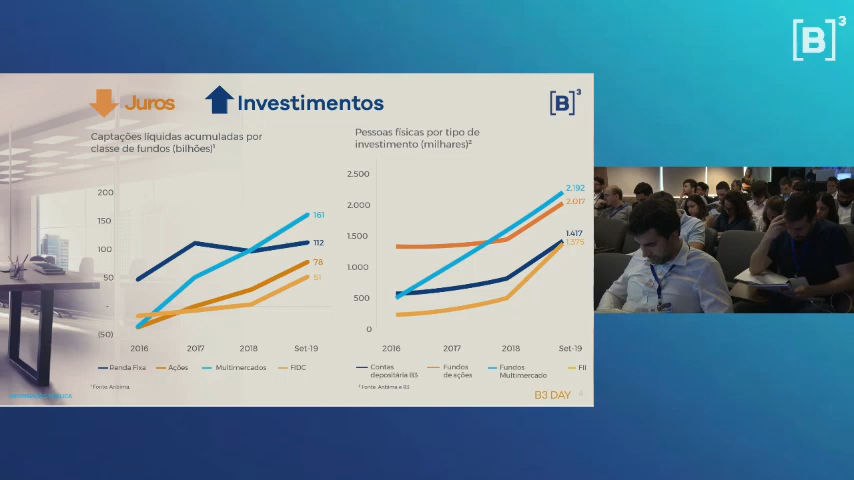 [B]³
Juros
Investimentos
[B]³
Captações líquidas acumuladas por
classe de fundos (bilhões)¹
Pessoas físicas por tipo de
investimento (milhares)²
200
150
100
50
-
(50)
161
112
78
51
2016 2017 2018 Set-19
Renda Fixa Ações Multimercados FIDC
¹ Fonte: Anbima.
2.500
2.000
1.500
1.000
500
0
2.192
2.017
1.417
1.375
2016 2017 2018 Set-19
Contas
depositária B3
Fundos
de ações
Fundos
Multimercado
FII
² Fonte: Anbima e B3
B3 DAY